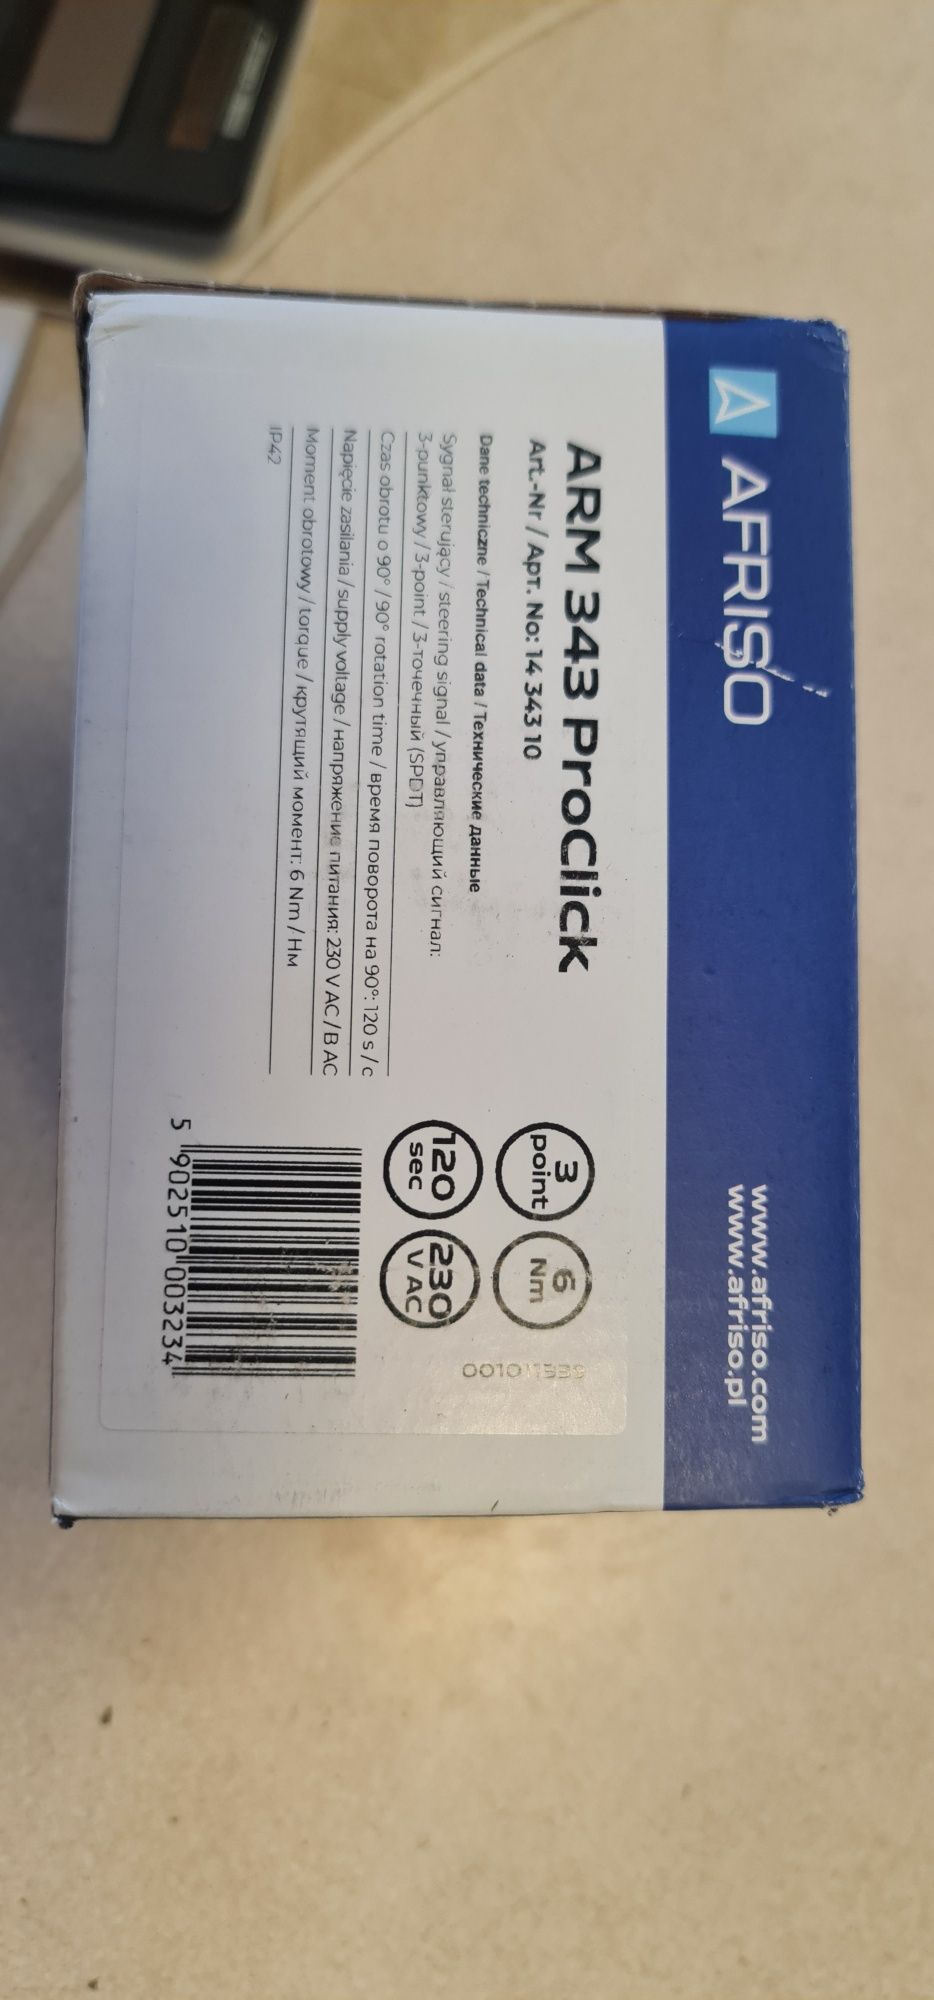 AFRISO
www.afriso.com
www.afriso.pl
ARM 343 ProClick
Art.-Nr / Арт. No: 14 343 10
Dane techniczne / Technical data / Технические данные
Sygnał sterujący / steering signal / управляющий сигнал:
3-punktowy / 3-point / 3-точечный (SPDT)
Czas obrotu o 90° / 90° rotation time / время поворота на 90°: 120 s / с
Napięcie zasilania / supply voltage / напряжение питания: 230 V AC / В АС
Moment obrotowy / torque / крутящий момент: 6 Nm / Нм
IP42
3
point
6
Nm
120
sec
230
V AC
5 902510 003234